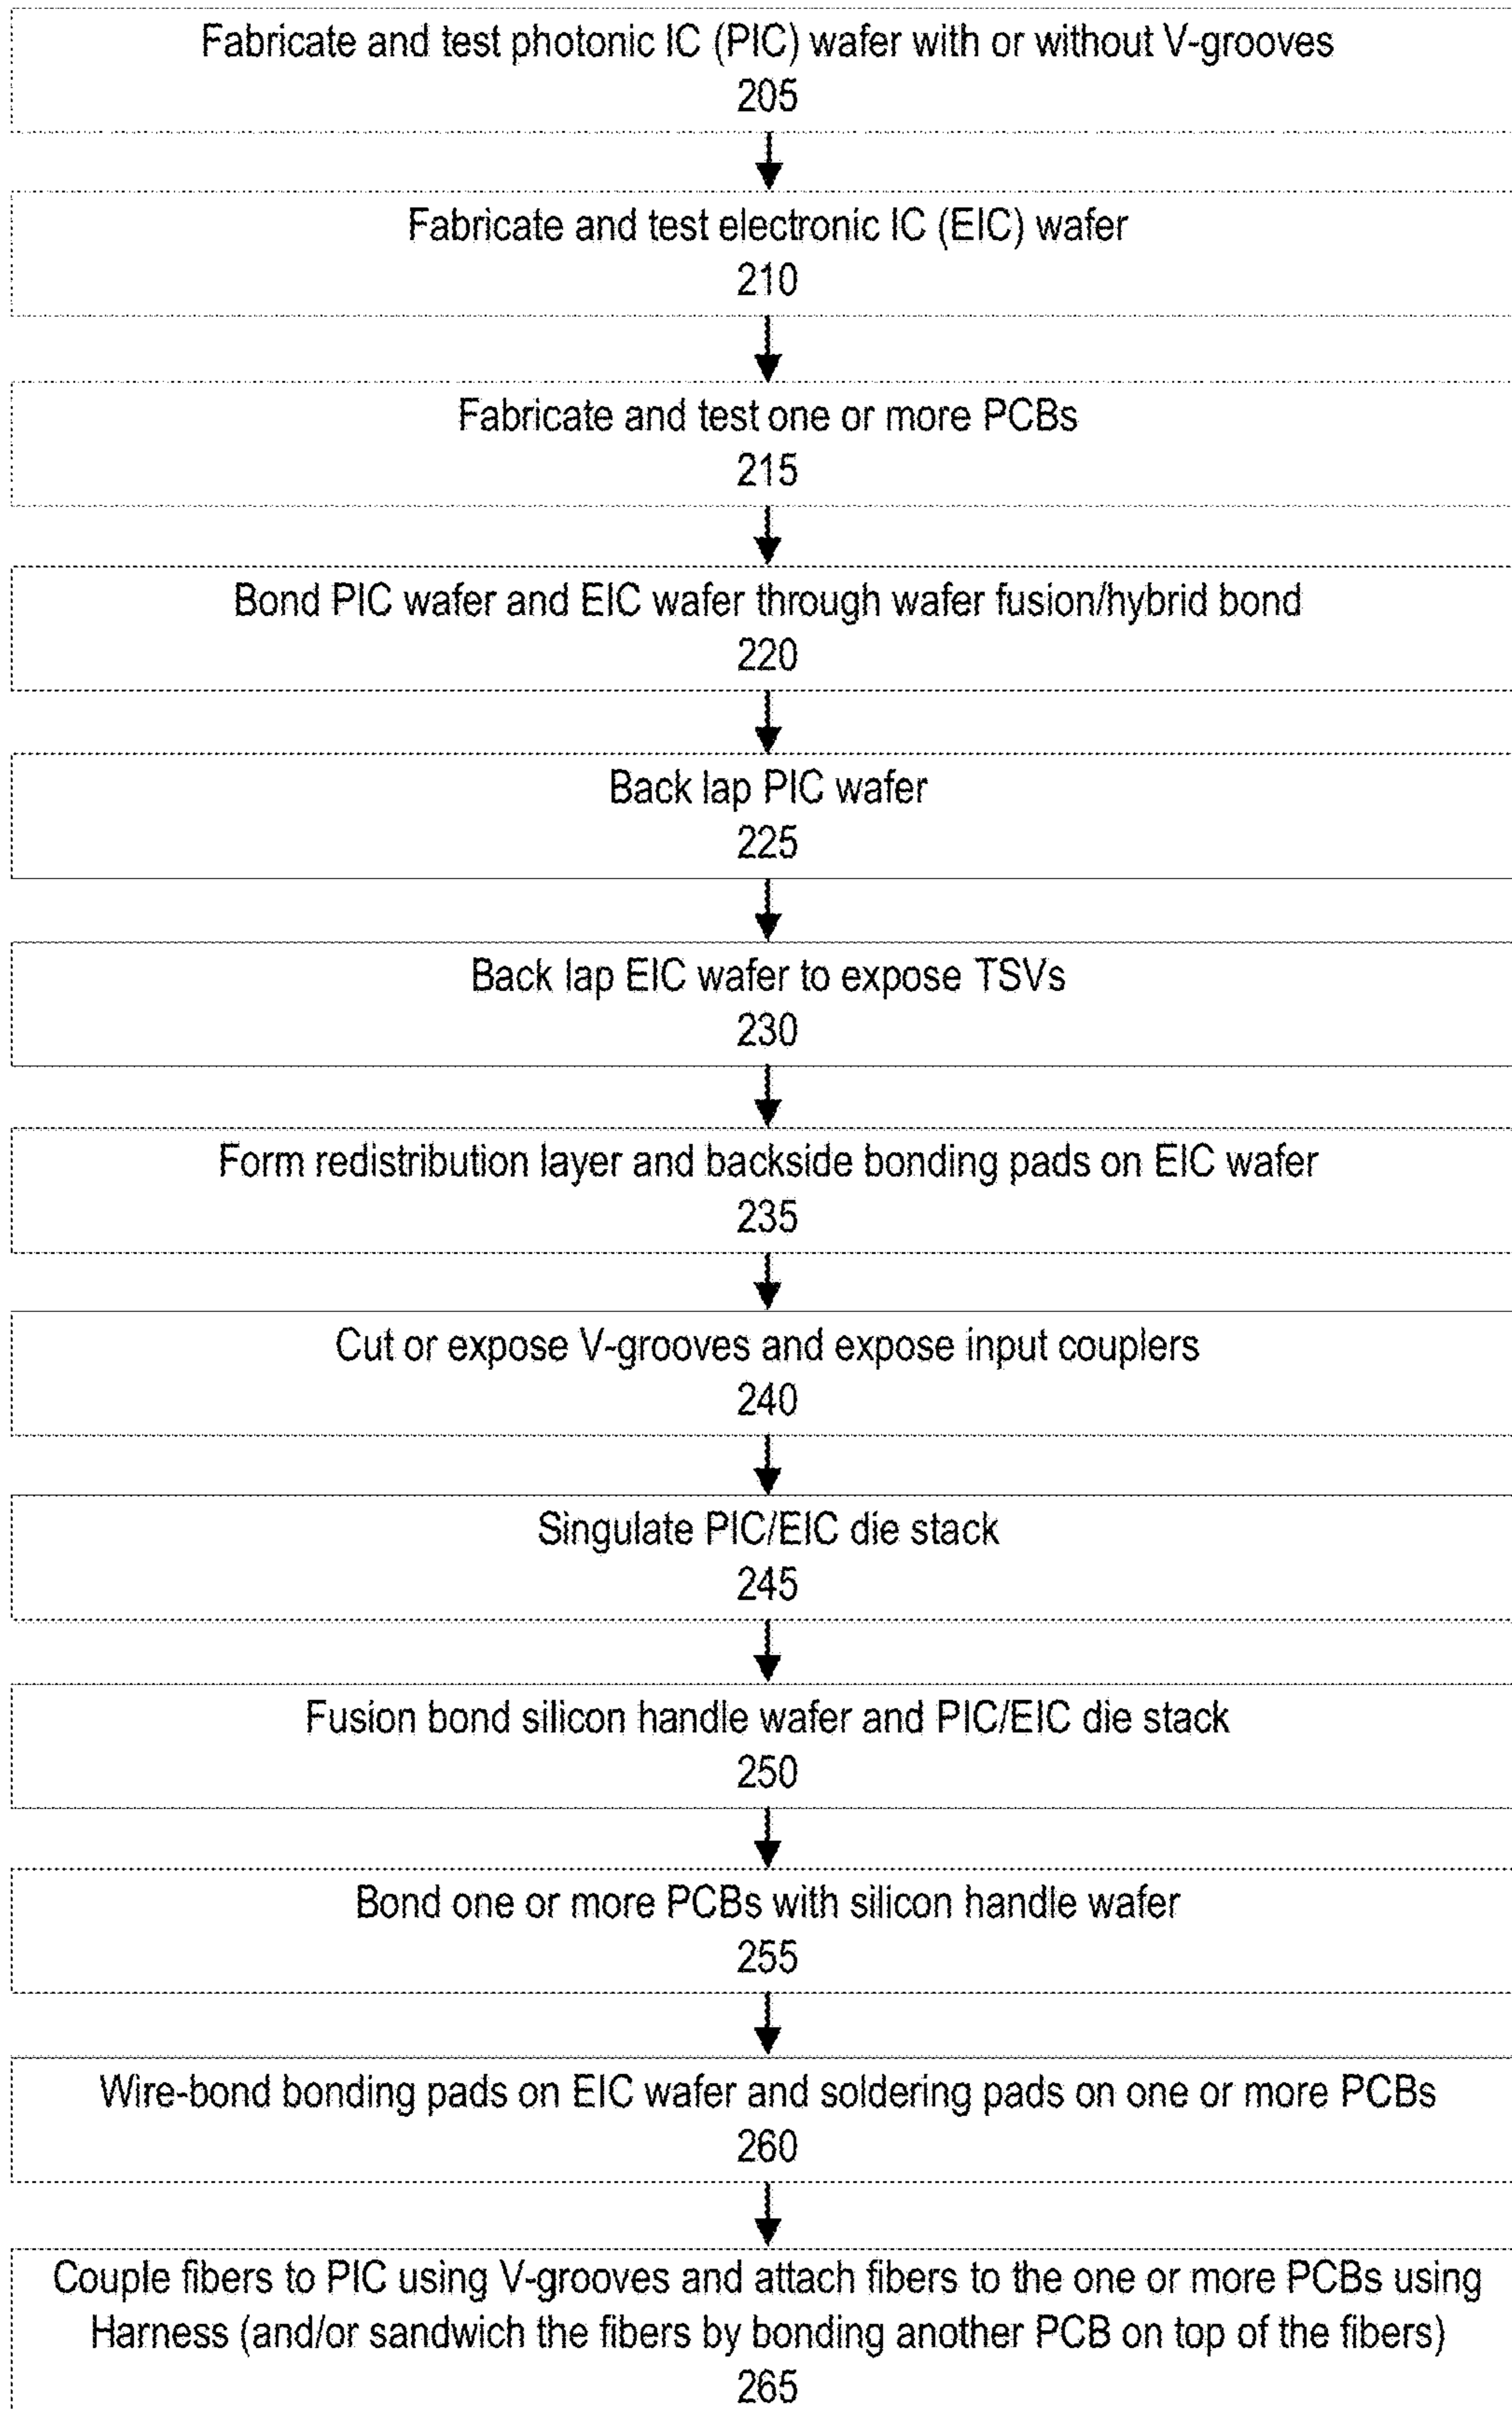 Fabricate and test photonic IC (PIC) wafer with or without V-grooves
205
Fabricate and test electronic IC (EIC) wafer
210
Fabricate and test one or more PCBs
215
Bond PIC wafer and EIC wafer through wafer fusion/hybrid bond
220
Back lap PIC wafer
225
Back lap EIC wafer to expose TSVs
230
Form redistribution layer and backside bonding pads on EIC wafer
235
Cut or expose V-grooves and expose input couplers
240
Singulate PIC/EIC die stack
245
Fusion bond silicon handle wafer and PIC/EIC die stack
250
Bond one or more PCBs with silicon handle wafer
255
Wire-bond bonding pads on EIC wafer and soldering pads on one or more PCBs
260
Couple fibers to PIC using V-grooves and attach fibers to the one or more PCBs using
Harness (and/or sandwich the fibers by bonding another PCB on top of the fibers)
265